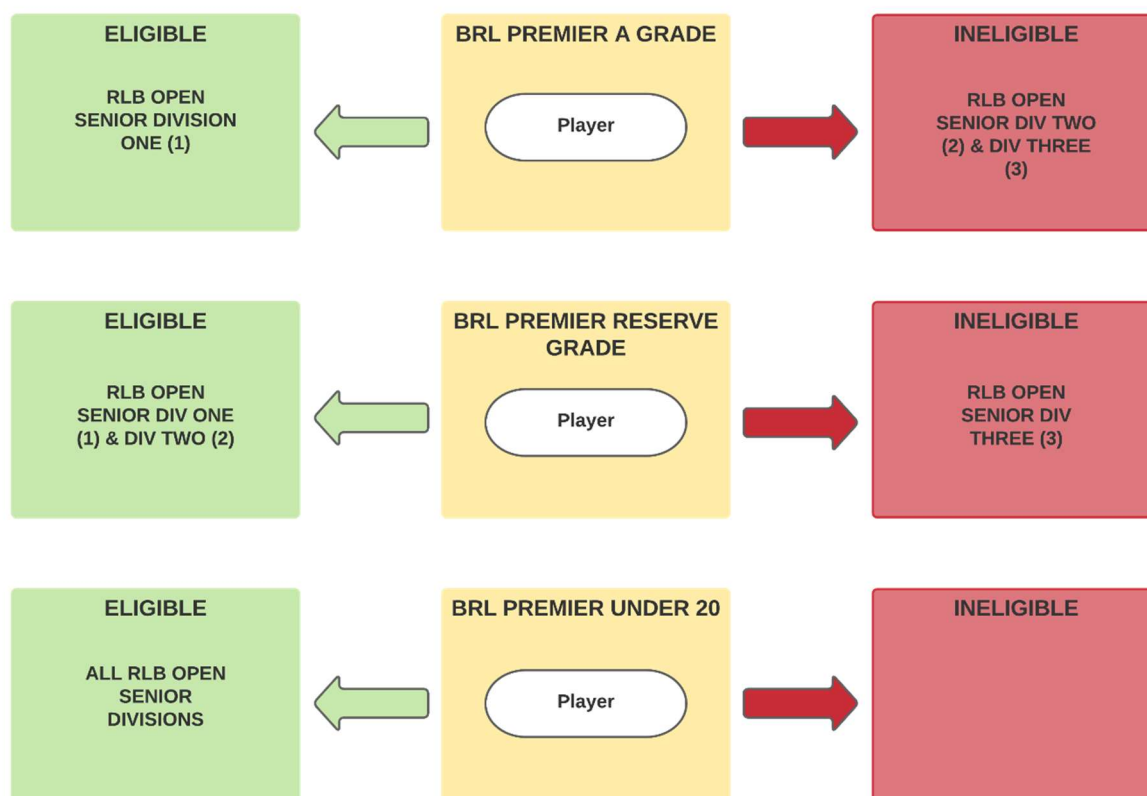 ELIGIBLE
RLB OPEN
SENIOR DIVISION
ONE (1)
BRL PREMIER A GRADE
Player
INELIGIBLE
RLB OPEN
SENIOR DIV TWO
(2) & DIV THREE
(3)
ELIGIBLE
RLB OPEN
SENIOR DIV ONE
(1) & DIV TWO (2)
BRL PREMIER RESERVE
GRADE
Player
INELIGIBLE
RLB OPEN
SENIOR DIV
THREE (3)
ELIGIBLE
ALL RLB OPEN
SENIOR
DIVISIONS
BRL PREMIER UNDER 20
Player
INELIGIBLE